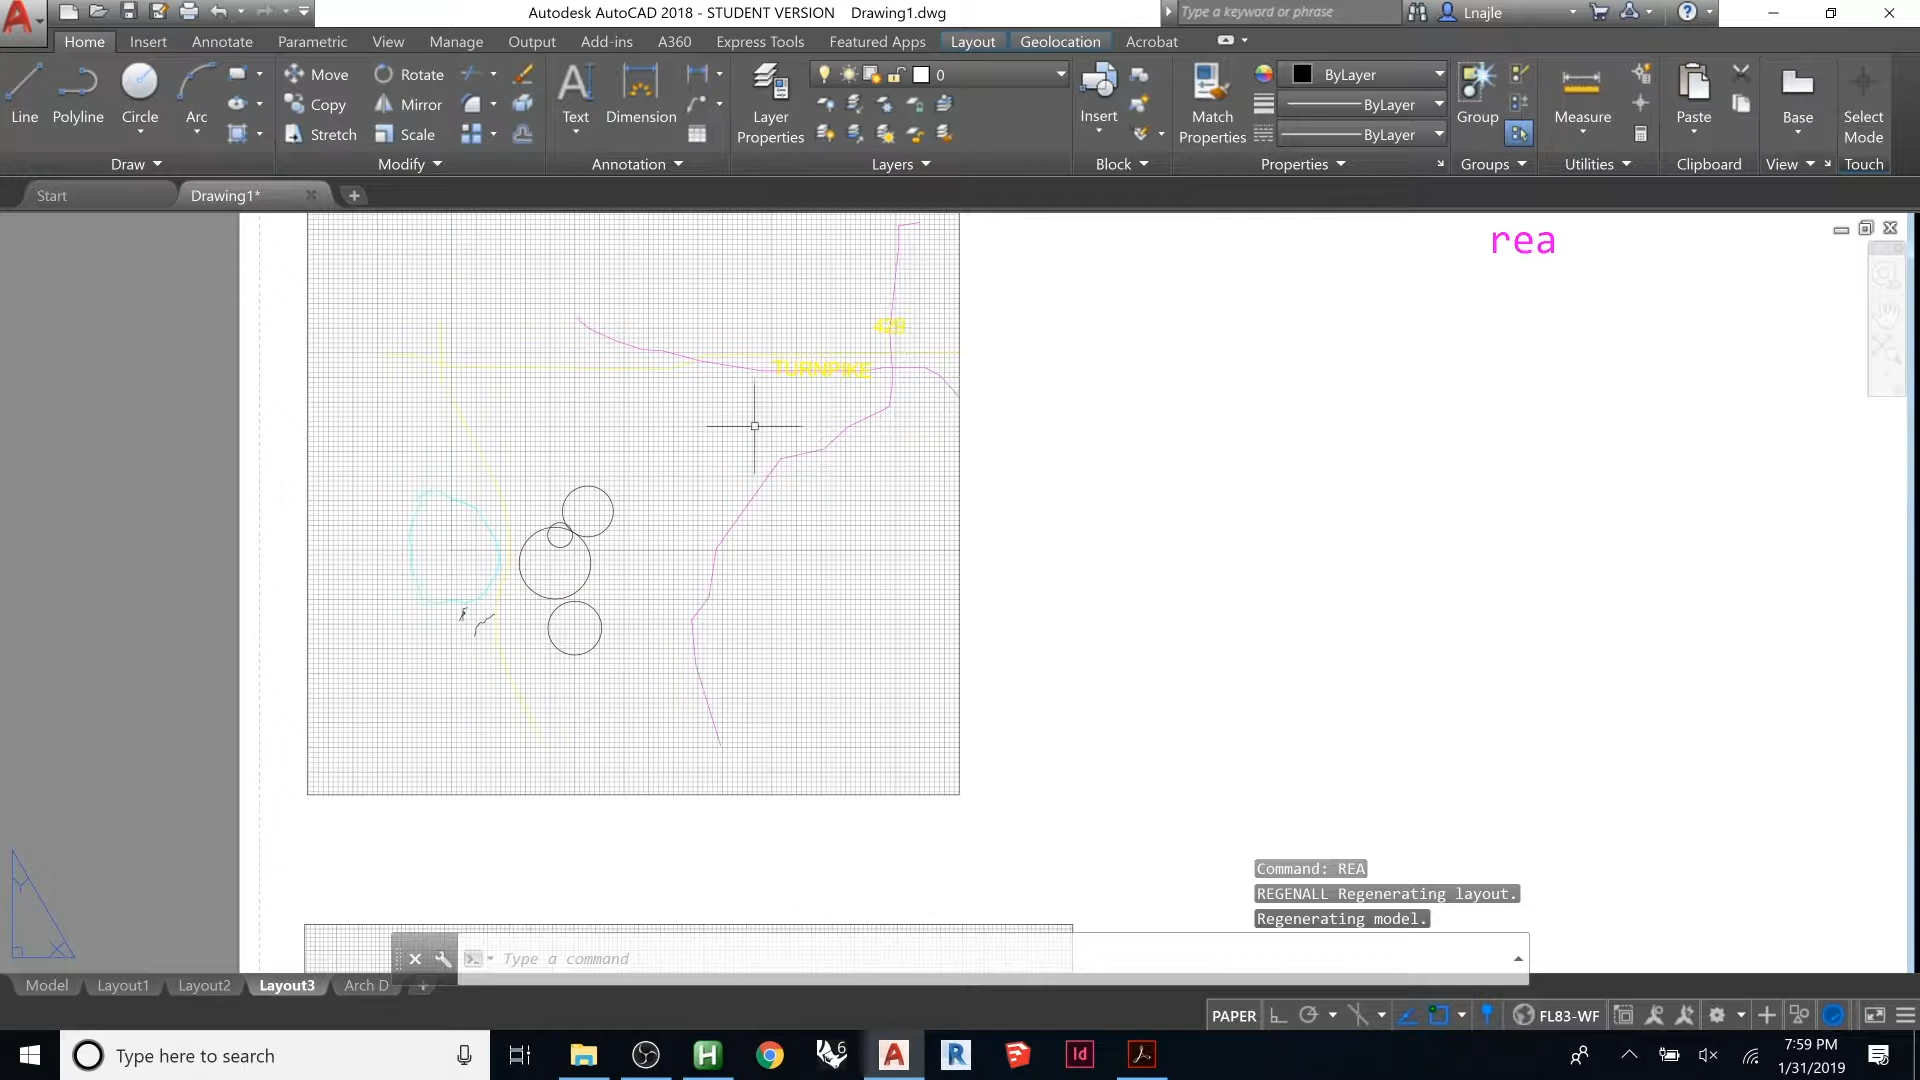 Autodesk AutoCAD 2018 - STUDENT VERSION Drawing1.dwg
Type a keyword or phrase
Lnajle
Home Insert Annotate Parametric View Manage Output Add-ins A360 Express Tools Featured Apps Layout Geolocation Acrobat
Line
Polyline
Circle
Arc
Draw
Move
Copy
Stretch
Rotate
Mirror
Scale
Modify
Text
Dimension
Annotation
Layer Properties
0
Layers
Insert
Block
Match Properties
ByLayer
ByLayer
ByLayer
Properties
Group
Groups
Measure
Utilities
Paste
Clipboard
Base
View
Select Mode
Touch
Start
Drawing1*
rea
429
TURNPIKE
Command: REA
REGENALL Regenerating layout.
Regenerating model.
Type a command
Model Layout1 Layout2 Layout3 Arch D
PAPER
FL83-WF
Type here to search
7:59 PM
1/31/2019